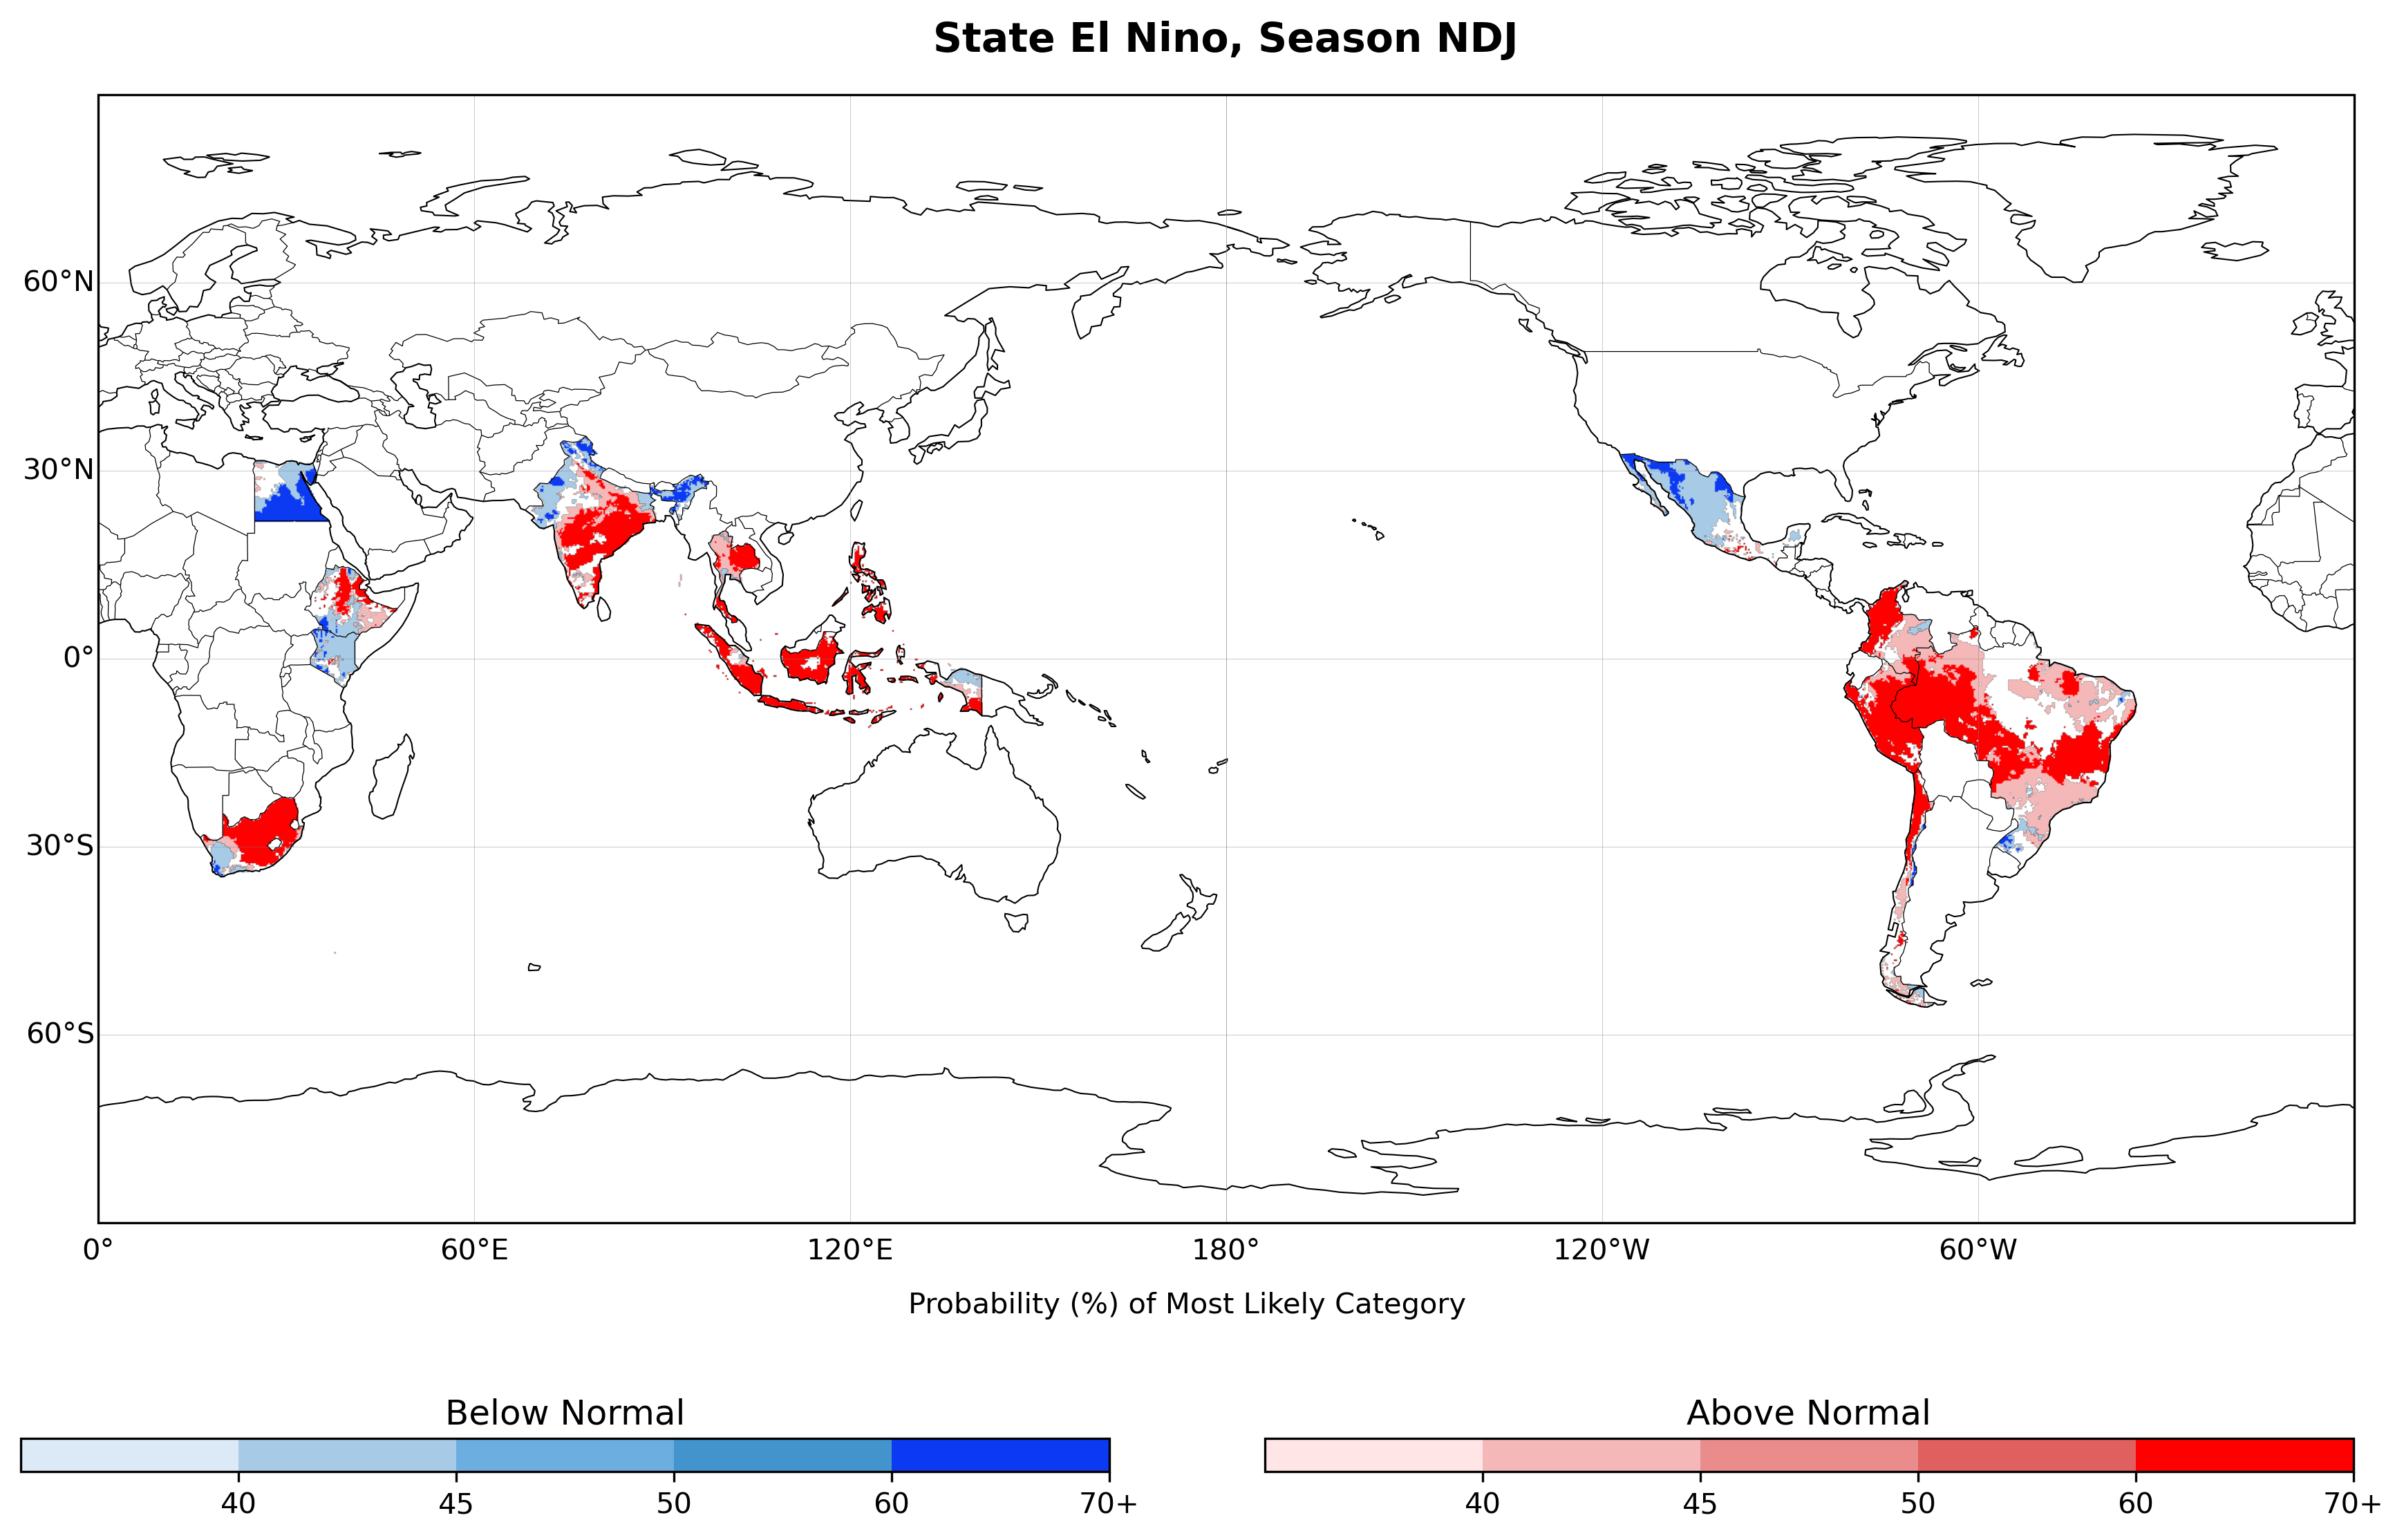 State El Nino, Season NDJ
60°N
30°N
0°
30°S
60°S
0° 60°E 120°E 180° 120°W 60°W
Probability (%) of Most Likely Category
Below Normal
40 45 50 60 70+
Above Normal
40 45 50 60 70+